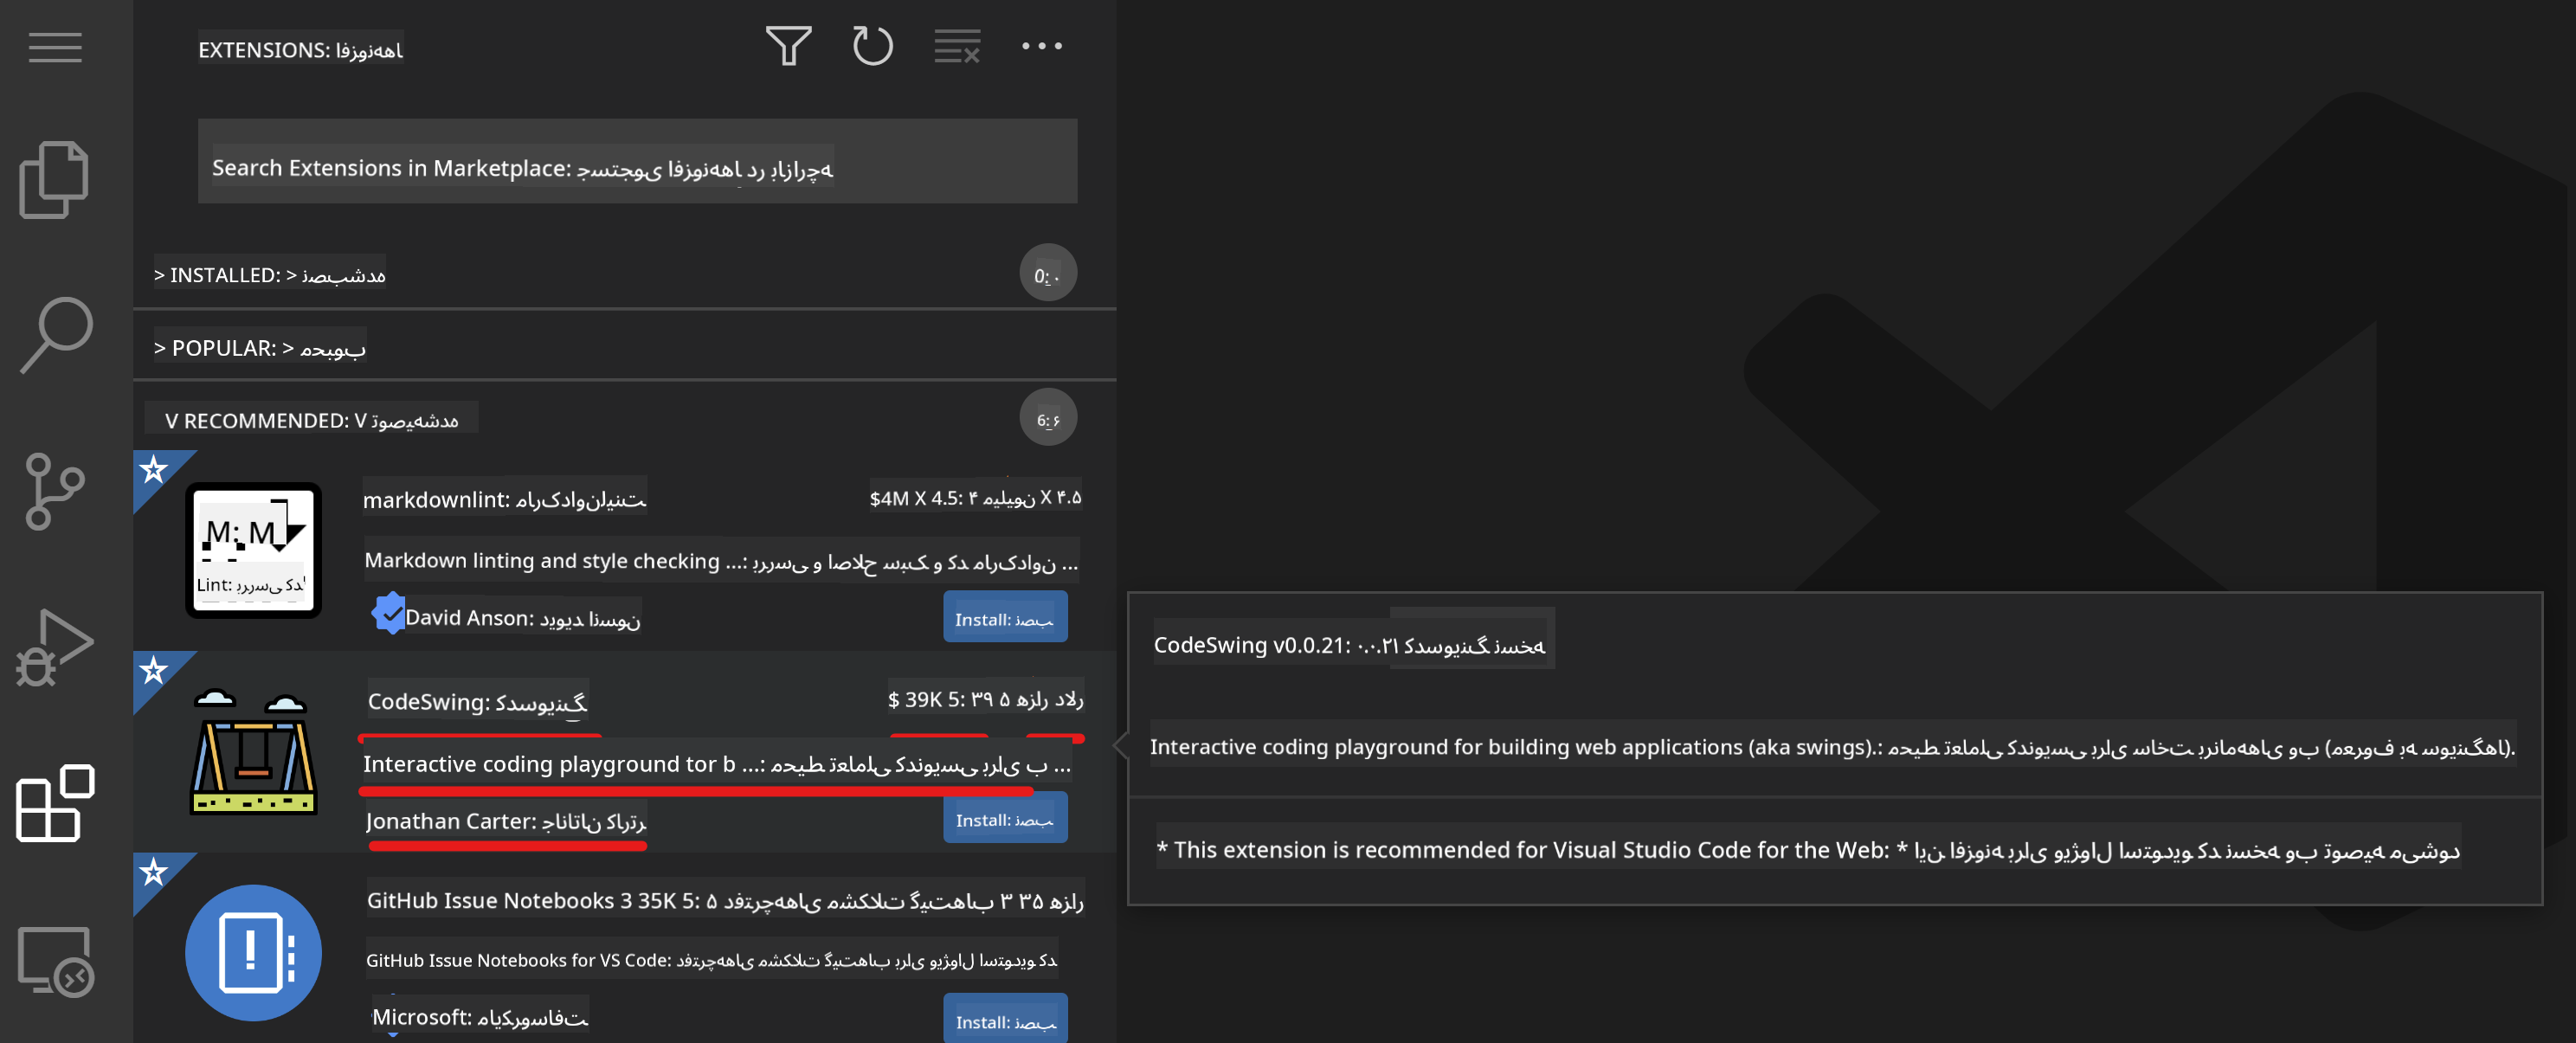 EXTENSIONS: افزونه‌ها
Search Extensions in Marketplace: جستجوی افزونه‌ها در بازارچه
> INSTALLED: > نصب‌شده
0: ۰
> POPULAR: > محبوب
V RECOMMENDED: V توصیه‌شده
6: ۶
markdownlint: مارک‌داون‌لینت
$4M X 4.5: ۴ میلیون X ۴.۵
M: M
Lint: بررسی کد
Markdown linting and style checking ...: بررسی و اصلاح سبک و کد مارک‌داون ...
David Anson: دیوید انسون
Install: نصب
CodeSwing: کدسوینگ
$ 39K 5: ۳۹ هزار ۵ دلار
Interactive coding playground tor b ...: محیط تعاملی کدنویسی برای ب ...
Jonathan Carter: جاناتان کارتر
Install: نصب
GitHub Issue Notebooks 3 35K 5: ۵ دفترچه‌های مشکلات گیت‌هاب ۳ ۳۵ هزار
GitHub Issue Notebooks for VS Code: دفترچه‌های مشکلات گیت‌هاب برای ویژوال استودیو کد
Microsoft: مایکروسافت
Install: نصب
CodeSwing v0.0.21: ۰.۰.۲۱ کدسوینگ نسخه
Interactive coding playground for building web applications (aka swings).: محیط تعاملی کدنویسی برای ساخت برنامه‌های وب (معروف به سوینگ‌ها).
* This extension is recommended for Visual Studio Code for the Web: * این افزونه برای ویژوال استودیو کد نسخه وب توصیه می‌شود